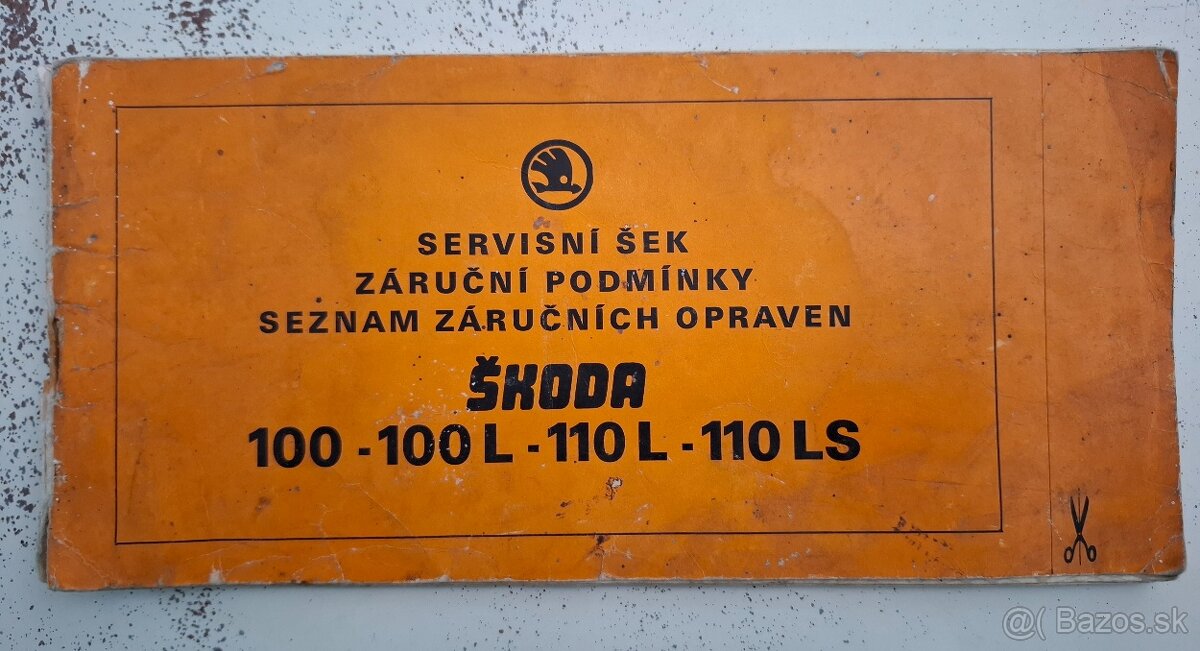 SERVISNÍ ŠEK
ZÁRUČNÍ PODMÍNKY
SEZNAM ZÁRUČNÍCH OPRAVEN
ŠKODA
100 - 100 L - 110 L - 110 LS
@( Bazos.sk